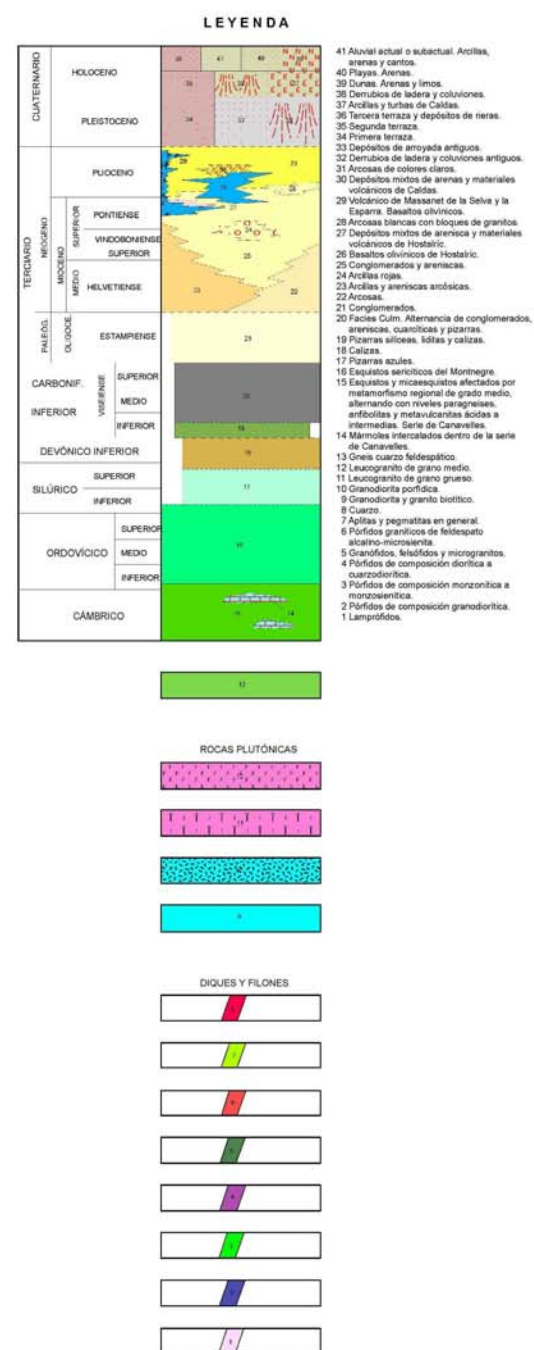 LEYENDA
CUATERNARIO
HOLOCENO
PLEISTOCENO
TERCIARIO
NEOGENO
PLIOCENO
MIOCENO
SUPERIOR
PONTIENSE
VINDOBONIENSE
SUPERIOR
MEDIO
HELVETIENSE
PALEÓG.
OLIGOCE.
ESTAMPIENSE
CARBONIF.
INFERIOR
VISEIENSE
SUPERIOR
MEDIO
INFERIOR
DEVÓNICO INFERIOR
SILÚRICO
SUPERIOR
INFERIOR
ORDOVÍCICO
SUPERIOR
MEDIO
INFERIOR
CÁMBRICO
41 Aluvial actual o subactual. Arcillas,
arenas y cantos.
40 Playas. Arenas.
39 Dunas. Arenas y limos.
38 Derrubios de ladera y coluviones.
37 Arcillas y turbas de Caldas.
36 Tercera terraza y depósitos de rieras.
35 Segunda terraza.
34 Primera terraza.
33 Depósitos de arroyada antiguos.
32 Derrubios de ladera y coluviones antiguos.
31 Arcosas de colores claros.
30 Depósitos mixtos de arenas y materiales
volcánicos de Caldas.
29 Volcánico de Massanet de la Selva y la
Esparra. Basaltos olivínicos.
28 Arcosas blancas con bloques de granitos.
27 Depósitos mixtos de arenisca y materiales
volcánicos de Hostalric.
26 Basaltos olivínicos de Hostalric.
25 Conglomerados y areniscas.
24 Arcillas rojas.
23 Arcillas y areniscas arcósicas.
22 Arcosas.
21 Conglomerados.
20 Facies Culm. Alternancia de conglomerados,
areniscas, cuarcíticas y pizarras.
19 Pizarras silíceas, liditas y calizas.
18 Calizas.
17 Pizarras azules.
16 Esquistos sericíticos del Montnegre.
15 Esquistos y micaesquistos afectados por
metamorfismo regional de grado medio,
alternando con niveles paragneises,
anfibolitas y metavulcanitas ácidas a
intermedias. Serie de Canavelles.
14 Mármoles intercalados dentro de la serie
de Canavelles.
13 Gneis cuarzo feldespático.
12 Leucogranito de grano medio.
11 Leucogranito de grano grueso.
10 Granodiorita porfídica.
9 Granodiorita y granito biotítico.
8 Cuarzo.
7 Aplitas y pegmatitas en general.
6 Pórfidos graníticos de feldespato
alcalino-microsienita.
5 Granófidos, felsófidos y microgranitos.
4 Pórfidos de composición diorítica a
cuarzodiorítica.
3 Pórfidos de composición monzonítica a
monzosienítica.
2 Pórfidos de composición granodiorítica.
1 Lamprófidos.
ROCAS PLUTÓNICAS
DIQUES Y FILONES